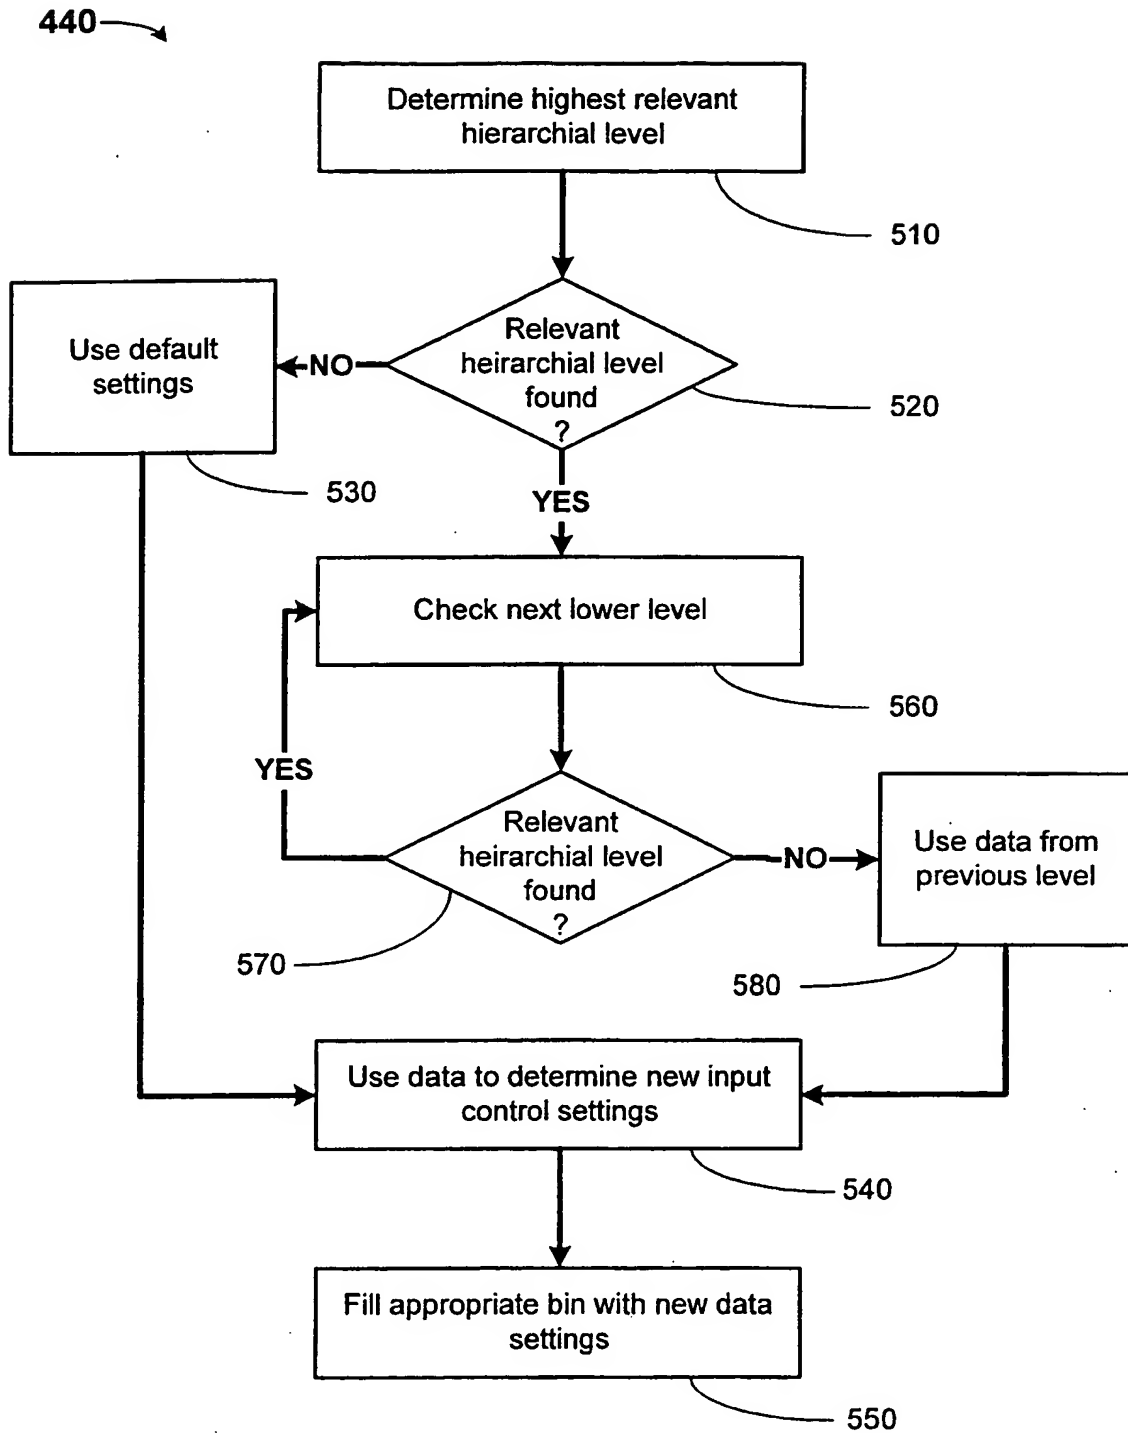 440
Determine highest relevant
hierarchial level
510
Relevant
heirarchial level
found
?
NO
Use default
settings
520
530
YES
Check next lower level
560
YES
Relevant
heirarchial level
found
?
NO
Use data from
previous level
570
580
Use data to determine new input
control settings
540
Fill appropriate bin with new data
settings
550